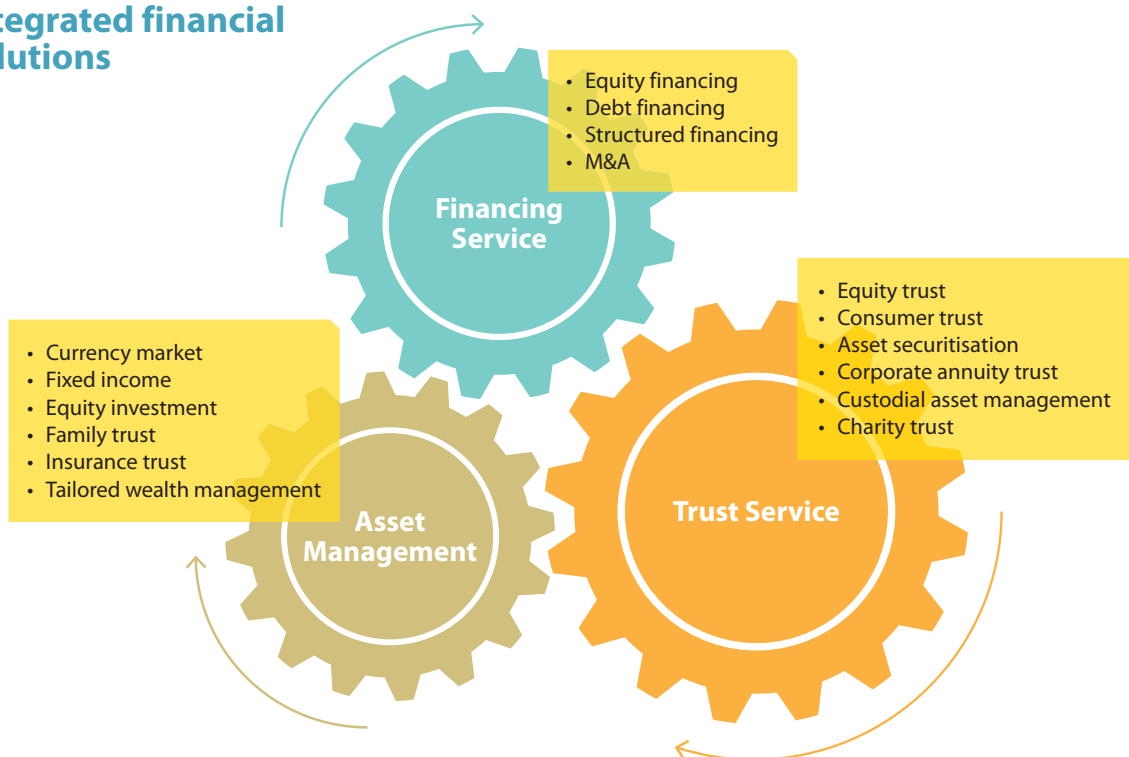 tegrated financial
lutions
• Equity financing
• Debt financing
• Structured financing
• M&A
Financing
Service
• Equity trust
• Consumer trust
• Asset securitisation
• Corporate annuity trust
• Custodial asset management
• Charity trust
Trust Service
• Currency market
• Fixed income
• Equity investment
• Family trust
• Insurance trust
• Tailored wealth management
Asset
Management